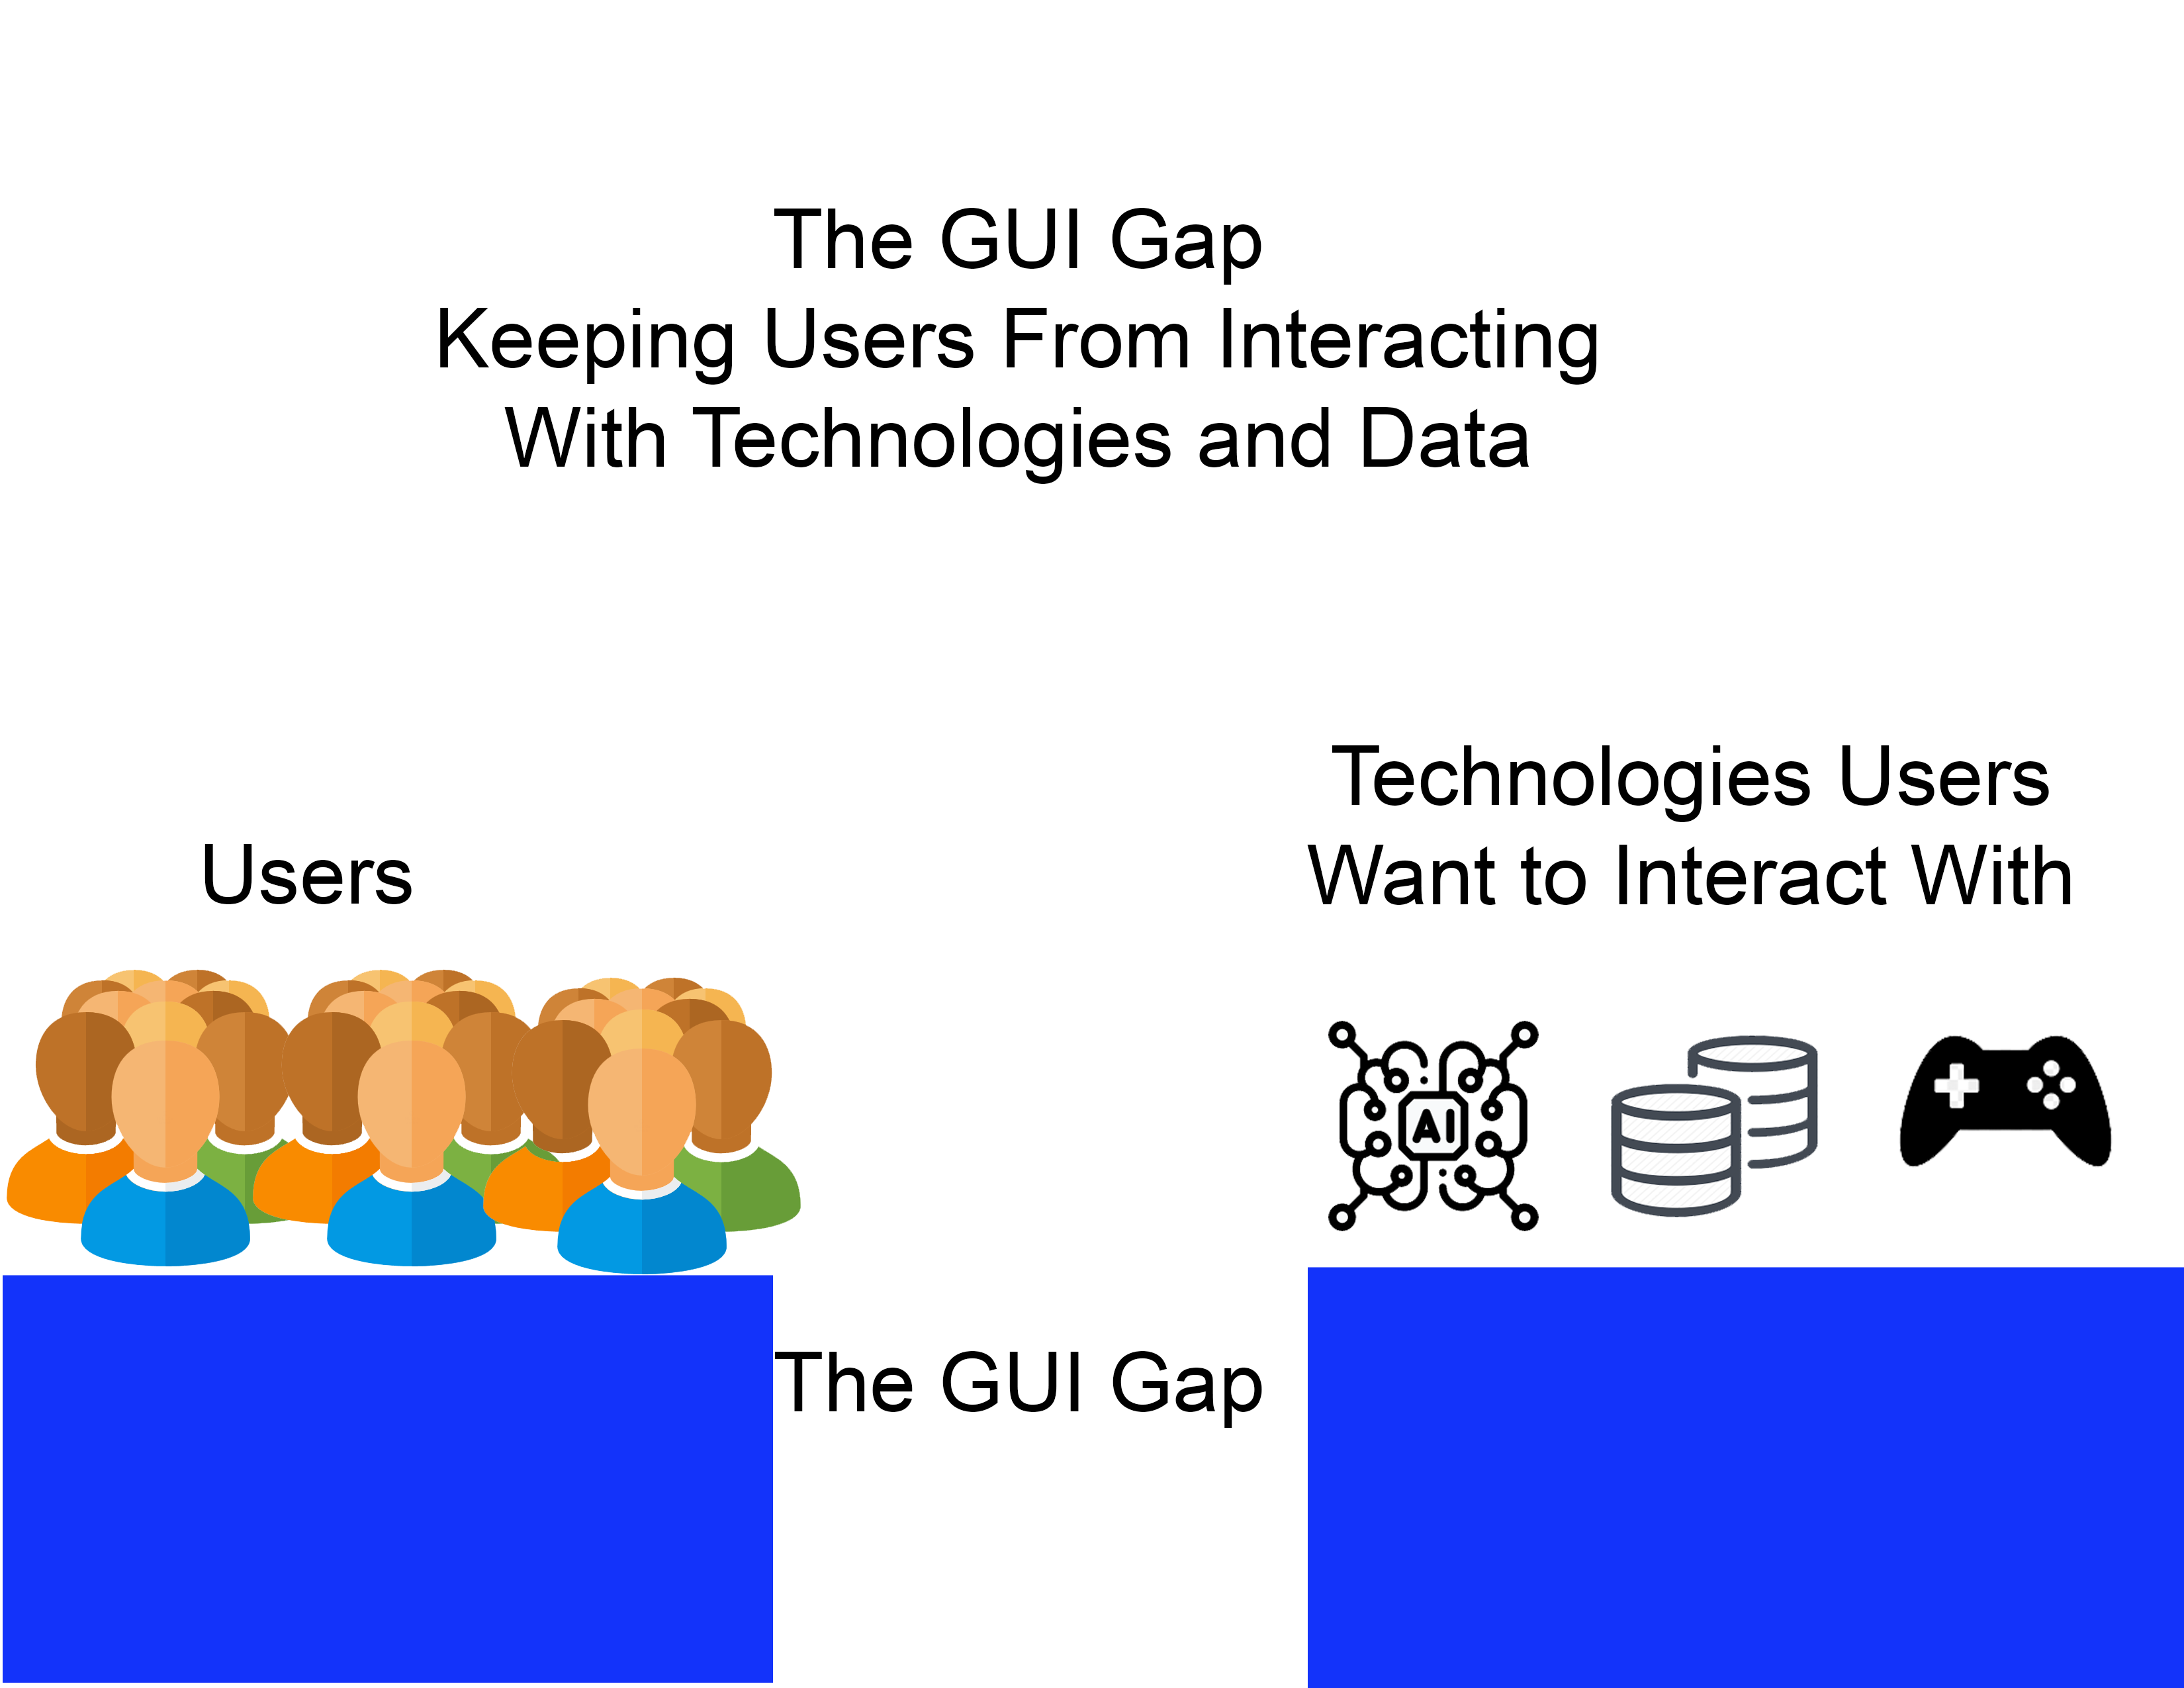 The GUI Gap
Keeping Users From Interacting
With Technologies and Data
Technologies Users
Want to Interact With
Users
AI
The GUI Gap